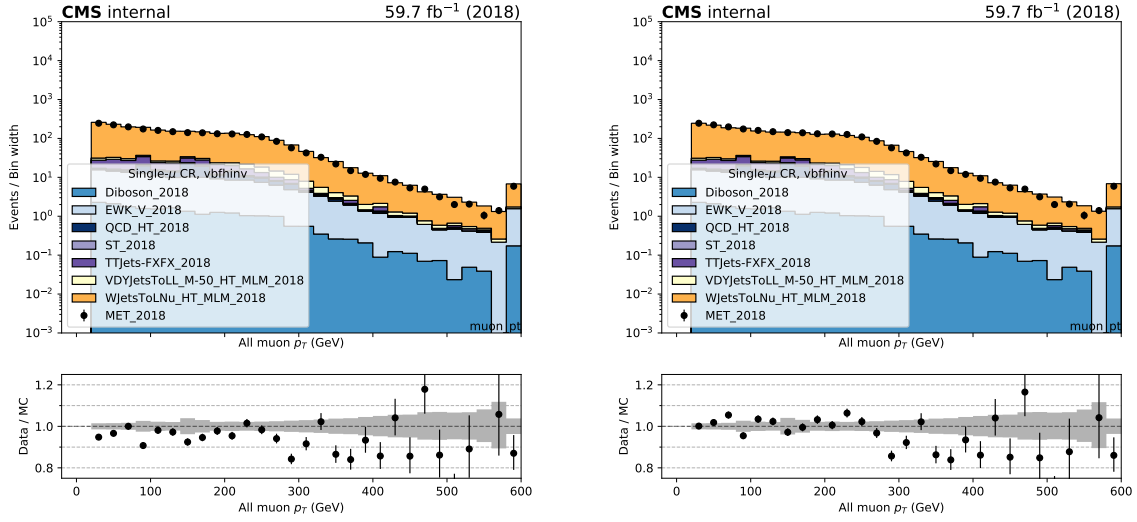 CMS internal 59.7 fb⁻¹ (2018)
10⁵
10⁴
10³
10²
10¹
10⁰
10⁻¹
10⁻²
10⁻³
Events / Bin width
Single-μ CR, vbfhinv
Diboson_2018
EWK_V_2018
QCD_HT_2018
ST_2018
TTJets-FXFX_2018
VDYJetsToLL_M-50_HT_MLM_2018
WJetsToLNu_HT_MLM_2018
MET_2018
muon_pt
All muon p_T (GeV)
1.2
1.0
0.8
Data / MC
0 100 200 300 400 500 600
All muon p_T (GeV)
CMS internal 59.7 fb⁻¹ (2018)
10⁵
10⁴
10³
10²
10¹
10⁰
10⁻¹
10⁻²
10⁻³
Events / Bin width
Single-μ CR, vbfhinv
Diboson_2018
EWK_V_2018
QCD_HT_2018
ST_2018
TTJets-FXFX_2018
VDYJetsToLL_M-50_HT_MLM_2018
WJetsToLNu_HT_MLM_2018
MET_2018
muon_pt
All muon p_T (GeV)
1.2
1.0
0.8
Data / MC
0 100 200 300 400 500 600
All muon p_T (GeV)